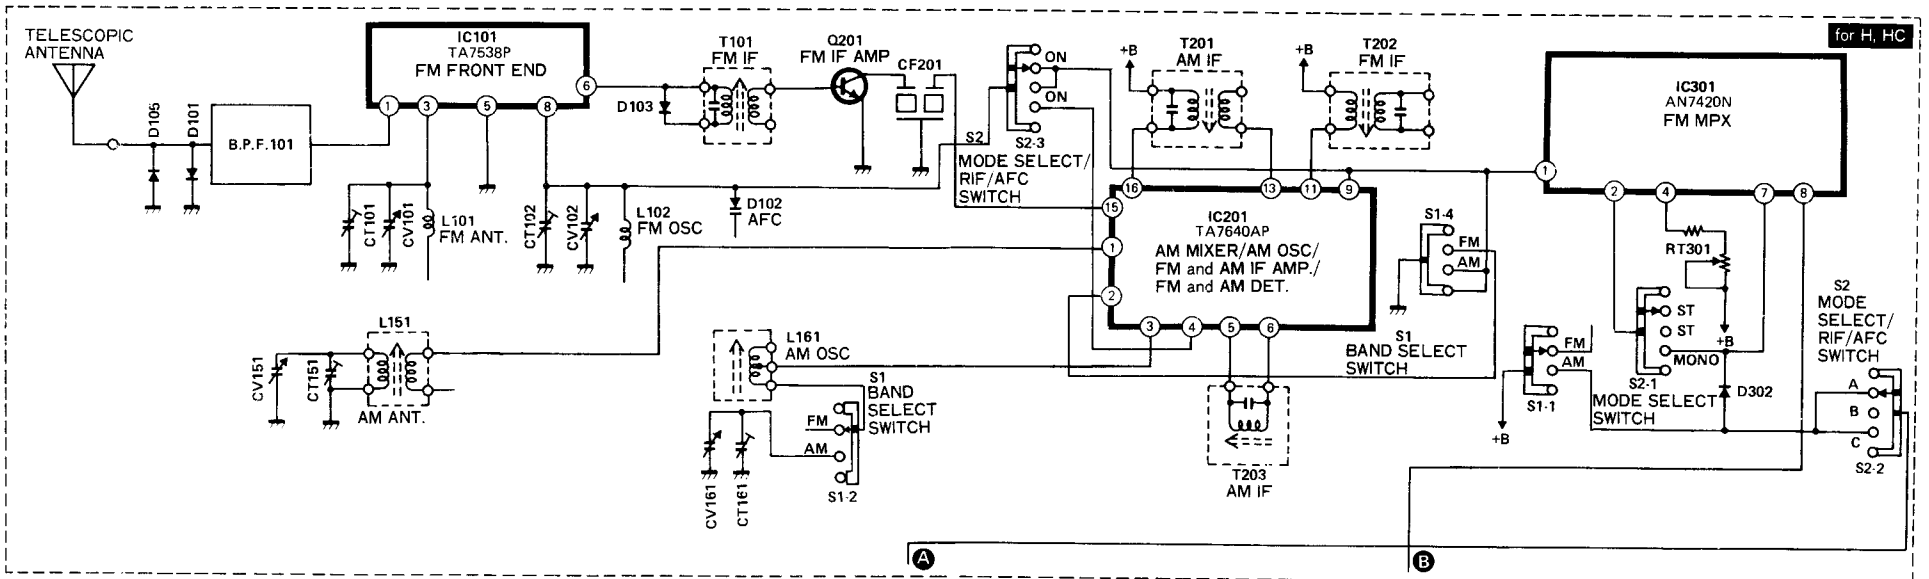 TELESCOPIC
ANTENNA
D105
D101
B.P.F.101
IC101
TA7538P
FM FRONT END
1
3
5
8
6
CT101
CV101
L101
FM ANT.
CT102
CV102
L102
FM OSC
D102
AFC
D103
T101
FM IF
Q201
FM IF AMP
CF201
S2
ON
ON
S2-3
MODE SELECT/
RIF/AFC
SWITCH
+B
T201
AM IF
+B
T202
FM IF
for H, HC
IC301
AN7420N
FM MPX
1
2
4
7
8
16
13
11
9
15
1
2
3
4
5
6
IC201
TA7640AP
AM MIXER/AM OSC/
FM and AM IF AMP./
FM and AM DET.
S1-4
FM
AM
S1
BAND SELECT
SWITCH
RT301
+B
ST
ST
MONO
S2-1
MODE SELECT
SWITCH
D302
FM
AM
S1-1
+B
S2
MODE
SELECT/
RIF/AFC
SWITCH
A
B
C
S2-2
CV151
CT151
L151
AM ANT.
L161
AM OSC
CV161
CT161
S1
BAND
SELECT
SWITCH
FM
AM
S1-2
T203
AM IF
A
B